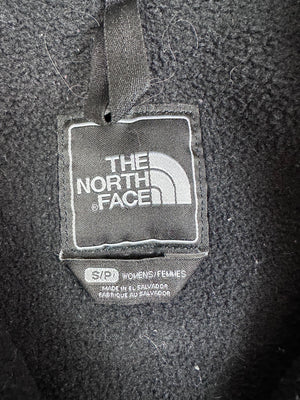 THE
NORTH
®FACE
S/P WOMENS/FEMMES
MADE IN EL SALVADOR
FABRIQUÉ AU SALVADOR